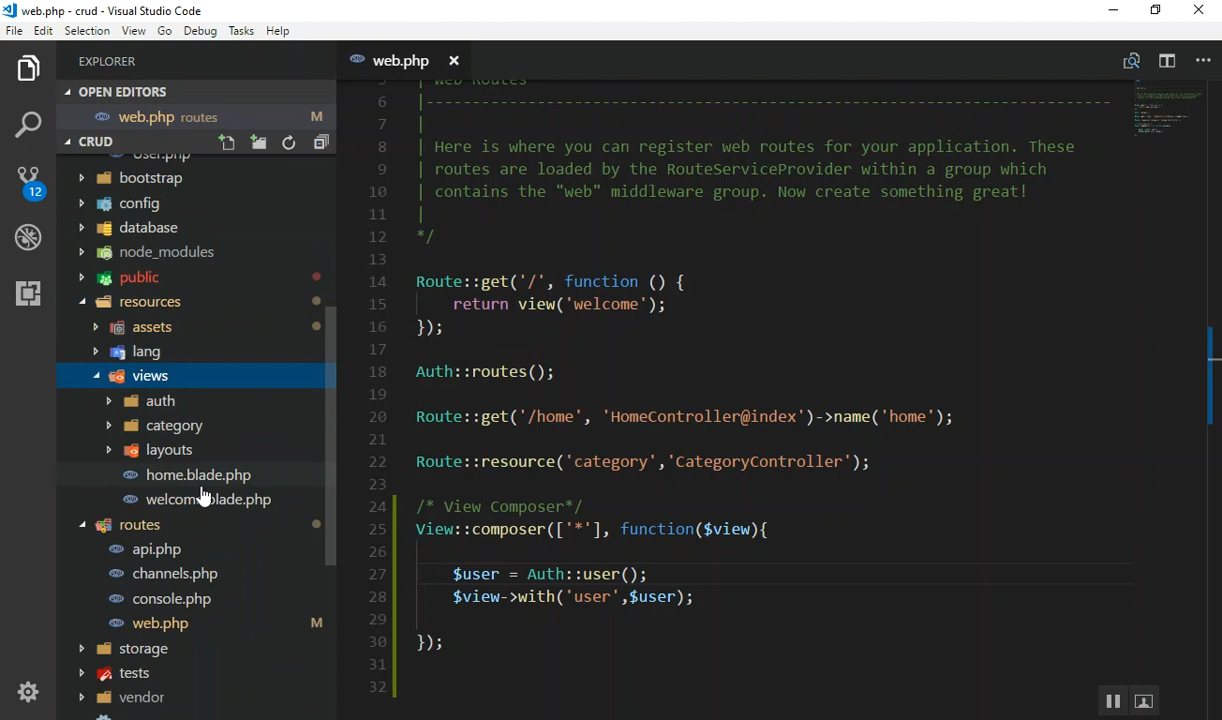 web.php - crud - Visual Studio Code
File Edit Selection View Go Debug Tasks Help
EXPLORER
OPEN EDITORS
web.php routes M
CRUD
User.php
bootstrap
config
database
node_modules
public
resources
assets
lang
views
auth
category
layouts
home.blade.php
welcome.blade.php
routes
api.php
channels.php
console.php
web.php M
storage
tests
vendor
12
web.php
5 | Web Routes
6 |--------------------------------------------------------------------------
7 |
8 | Here is where you can register web routes for your application. These
9 | routes are loaded by the RouteServiceProvider within a group which
10 | contains the "web" middleware group. Now create something great!
11 |
12 */
13
14 Route::get('/', function () {
15 return view('welcome');
16 });
17
18 Auth::routes();
19
20 Route::get('/home', 'HomeController@index')->name('home');
21
22 Route::resource('category','CategoryController');
23
24 /* View Composer*/
25 View::composer(['*'], function($view){
26
27 $user = Auth::user();
28 $view->with('user',$user);
29
30 });
31
32